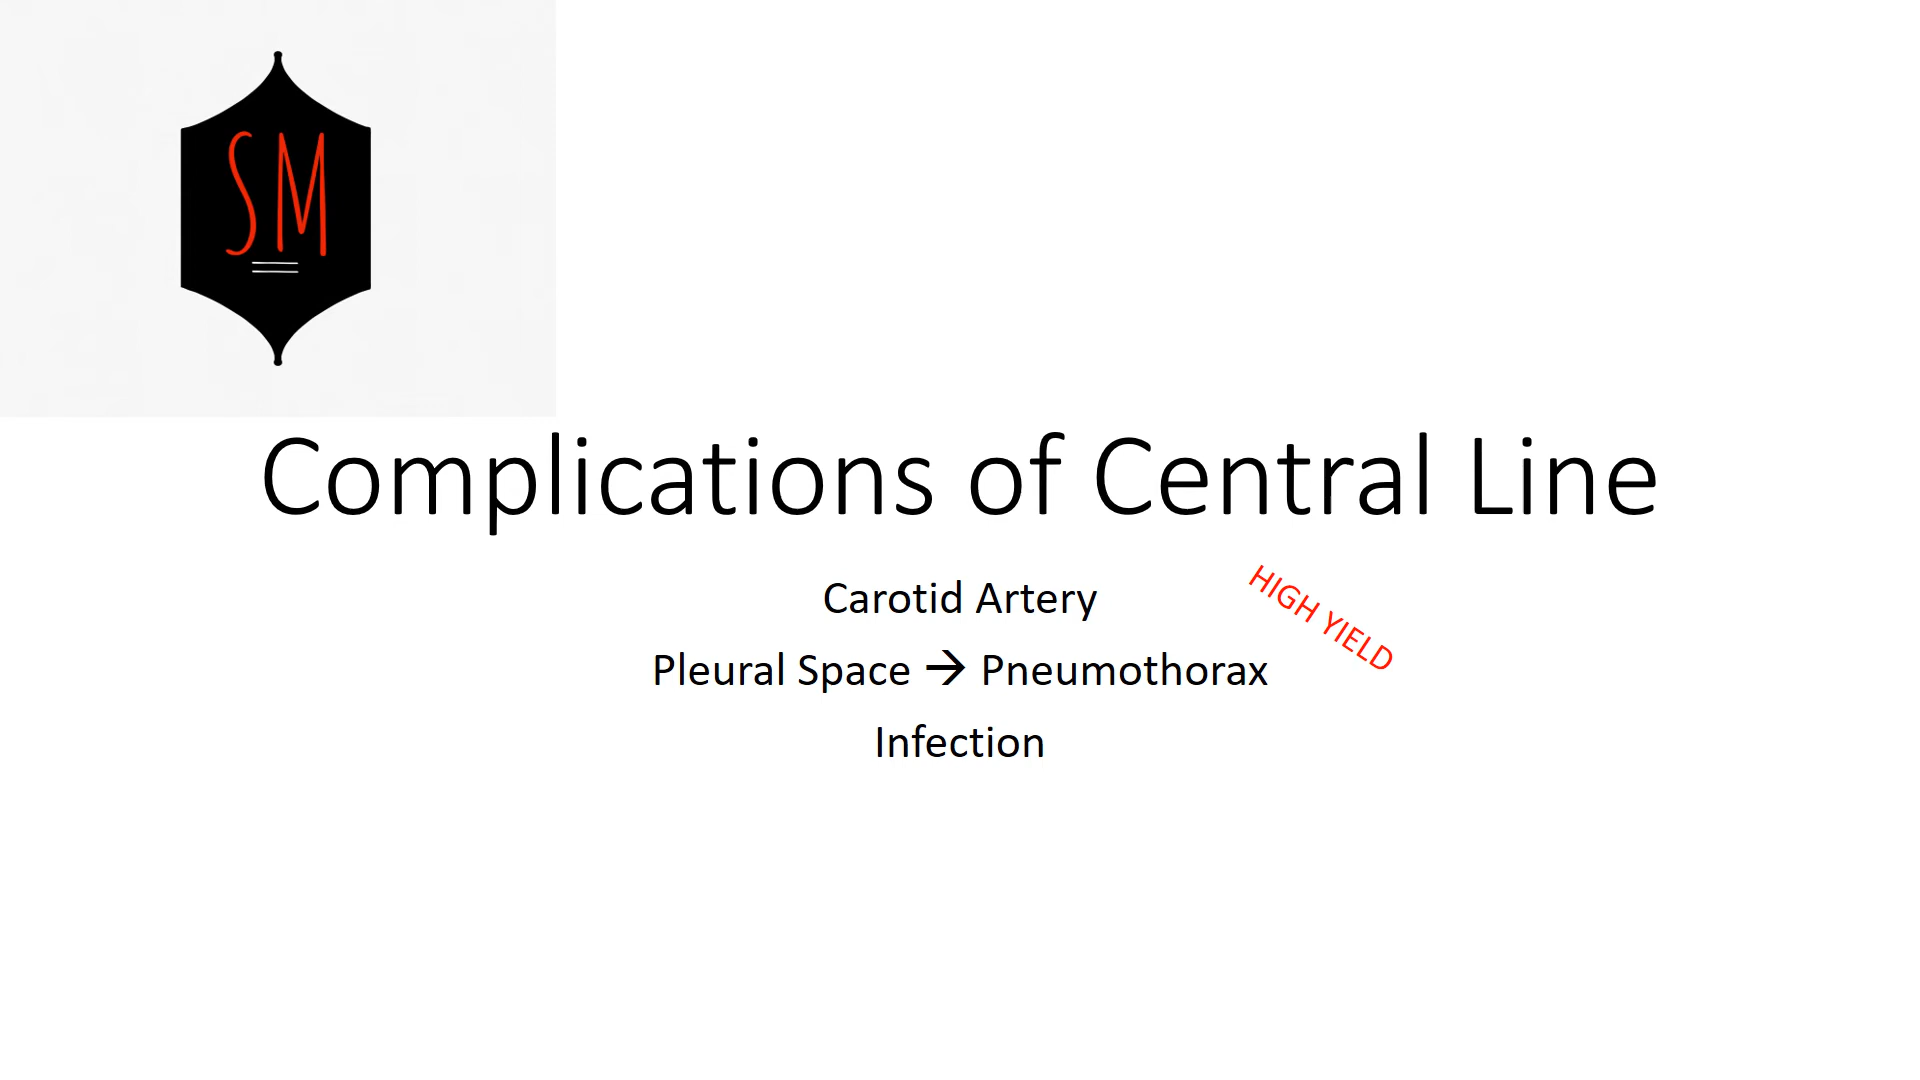 SM
Complications of Central Line
Carotid Artery
HIGH YIELD
Pleural Space → Pneumothorax
Infection